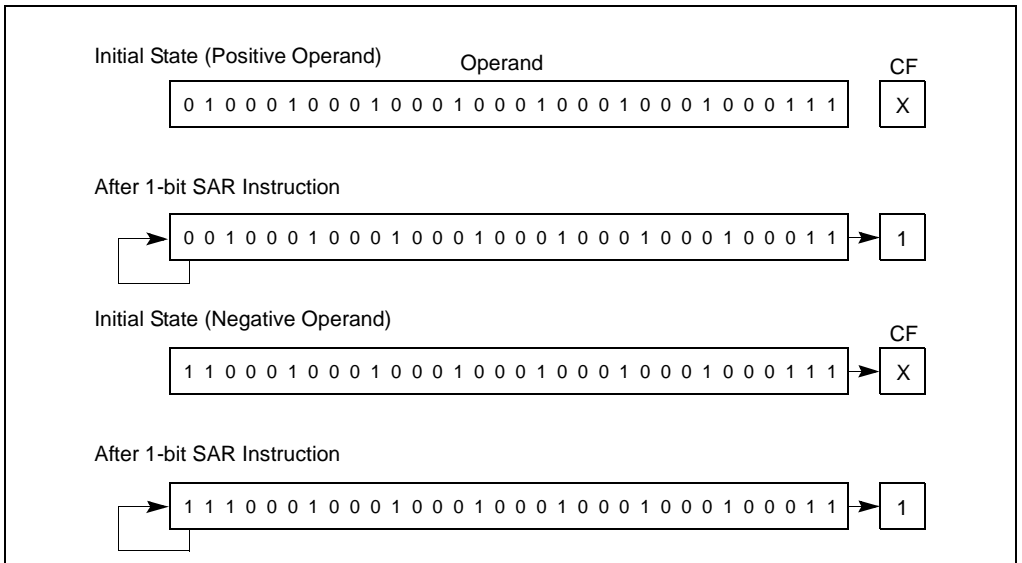 Initial State (Positive Operand)
Operand
CF
0 1 0 0 0 1 0 0 0 1 0 0 0 1 0 0 0 1 0 0 0 1 0 0 0 1 0 0 0 1 1 1 X
After 1-bit SAR Instruction
0 0 1 0 0 0 1 0 0 0 1 0 0 0 1 0 0 0 1 0 0 0 1 0 0 0 1 0 0 0 1 1 1
Initial State (Negative Operand)
CF
1 1 0 0 0 1 0 0 0 1 0 0 0 1 0 0 0 1 0 0 0 1 0 0 0 1 0 0 0 1 1 1 X
After 1-bit SAR Instruction
1 1 1 0 0 0 1 0 0 0 1 0 0 0 1 0 0 0 1 0 0 0 1 0 0 0 1 0 0 0 1 1 1